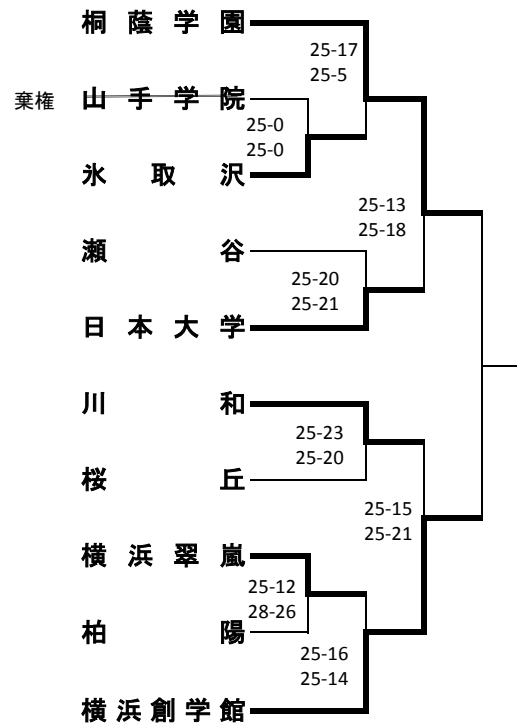 桐蔭学園
25-17
25-5
棄権 山手学院
25-0
25-0
氷取沢
25-13
25-18
瀬谷
25-20
25-21
日本大学
川和
25-23
25-20
桜丘
25-15
25-21
横浜翠嵐
25-12
28-26
柏陽
25-16
25-14
横浜創学館